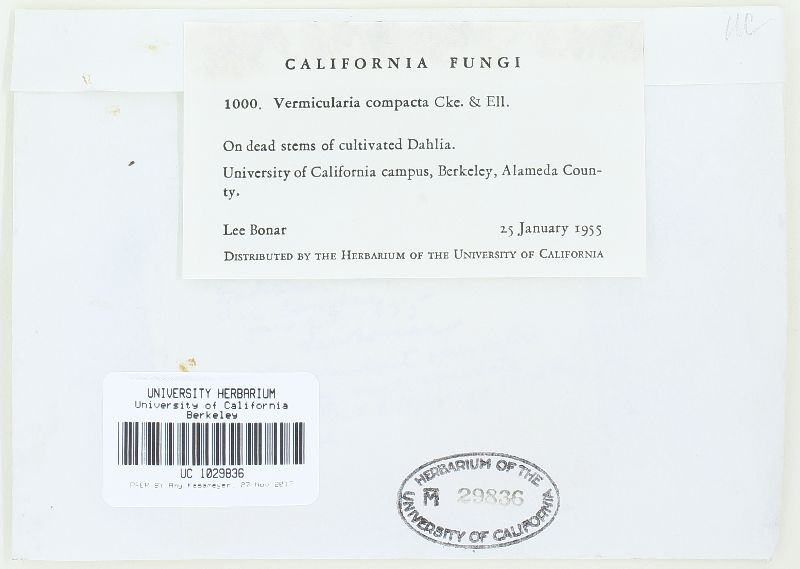 UC
CALIFORNIA FUNGI
1000. Vermicularia compacta Cke. & Ell.
On dead stems of cultivated Dahlia.
University of California campus, Berkeley, Alameda Coun-
ty.
Lee Bonar 25 January 1955
DISTRIBUTED BY THE HERBARIUM OF THE UNIVERSITY OF CALIFORNIA
UNIVERSITY HERBARIUM
University of California
Berkeley
UC 1029836
HERBARIUM OF THE
M 29836
UNIVERSITY OF CALIFORNIA